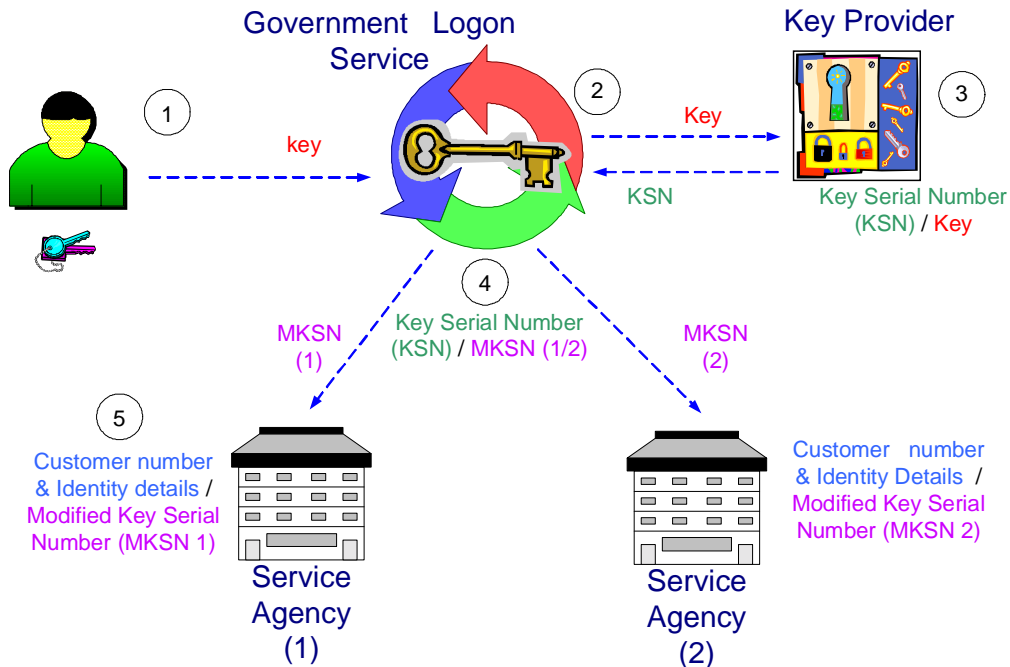 Government Logon
Service
Key Provider
1
2
3
key
Key
KSN
Key Serial Number
(KSN) / Key
4
Key Serial Number
(KSN) / MKSN (1/2)
MKSN
(1)
MKSN
(2)
5
Customer number
& Identity details /
Modified Key Serial
Number (MKSN 1)
Customer number
& Identity Details /
Modified Key Serial
Number (MKSN 2)
Service
Agency
(1)
Service
Agency
(2)